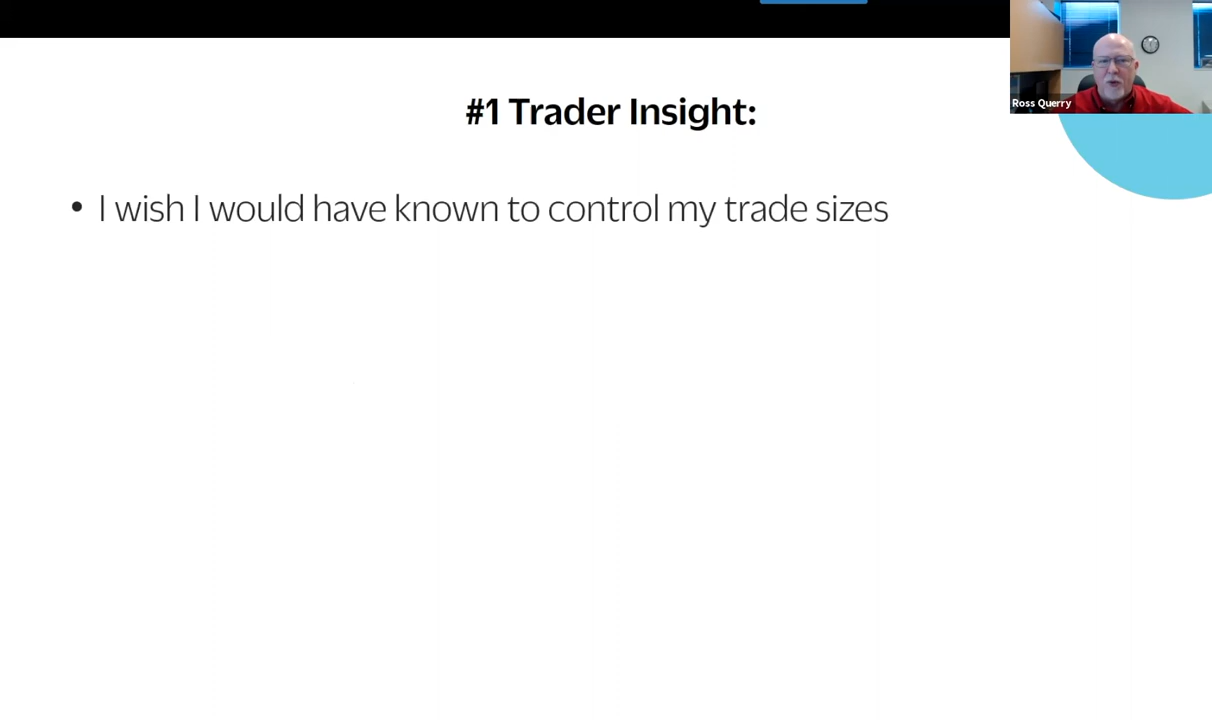 #1 Trader Insight:
Ross Querry
• I wish I would have known to control my trade sizes